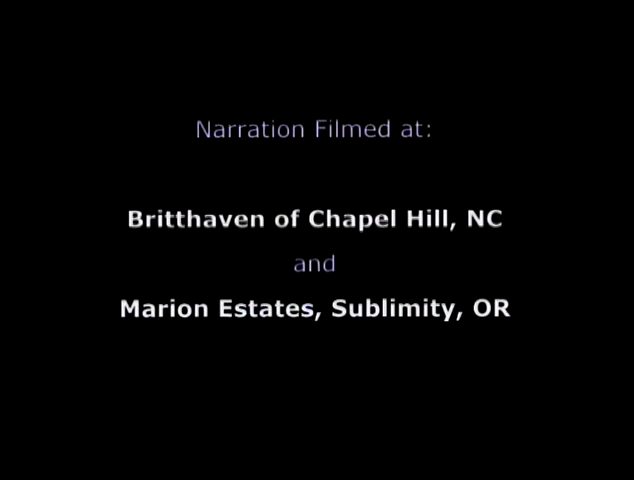 Narration Filmed at:
Britthaven of Chapel Hill, NC
and
Marion Estates, Sublimity, OR